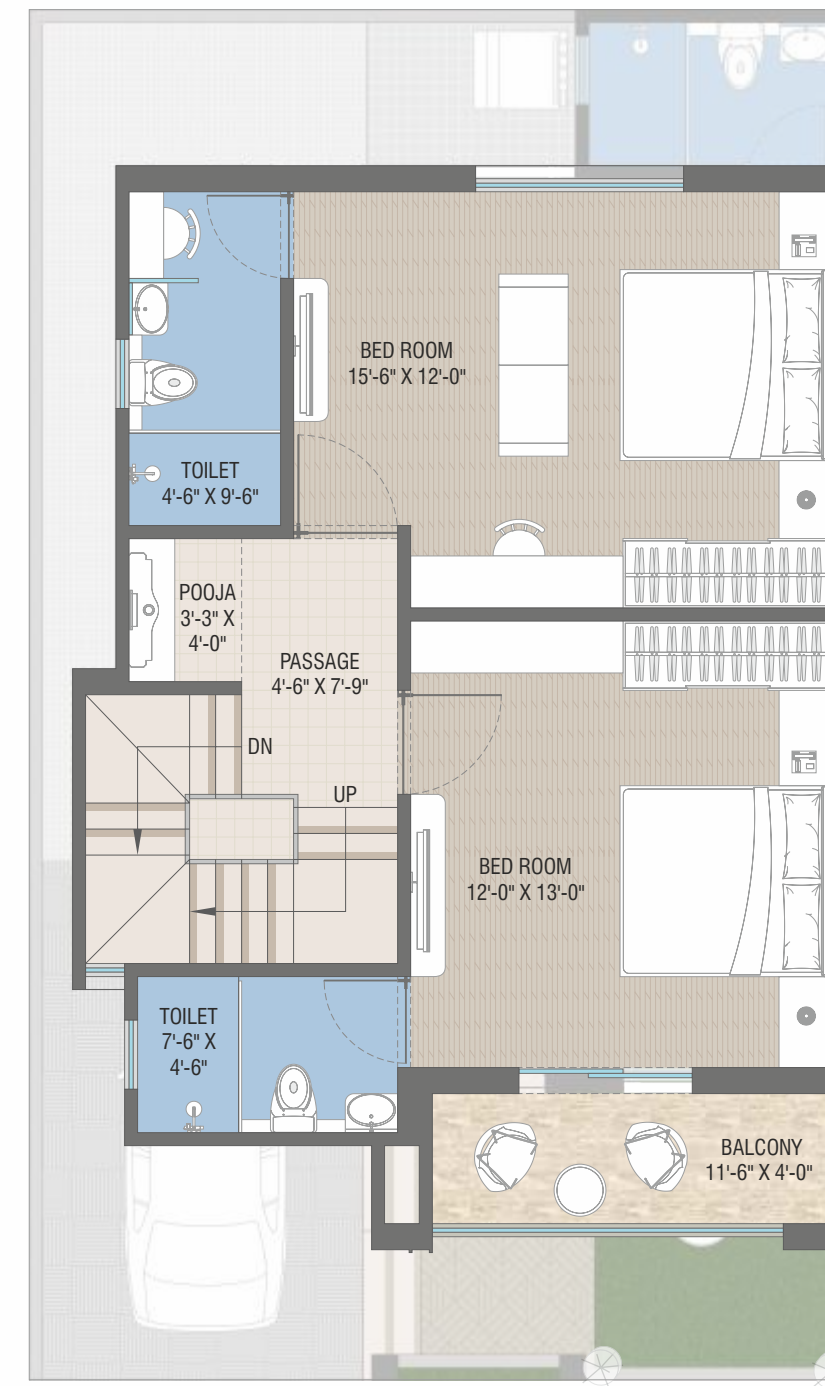 BED ROOM
15'-6" X 12'-0"
TOILET
4'-6" X 9'-6"
POOJA
3'-3" X
4'-0"
PASSAGE
4'-6" X 7'-9"
DN
UP
BED ROOM
12'-0" X 13'-0"
TOILET
7'-6" X
4'-6"
BALCONY
11'-6" X 4'-0"